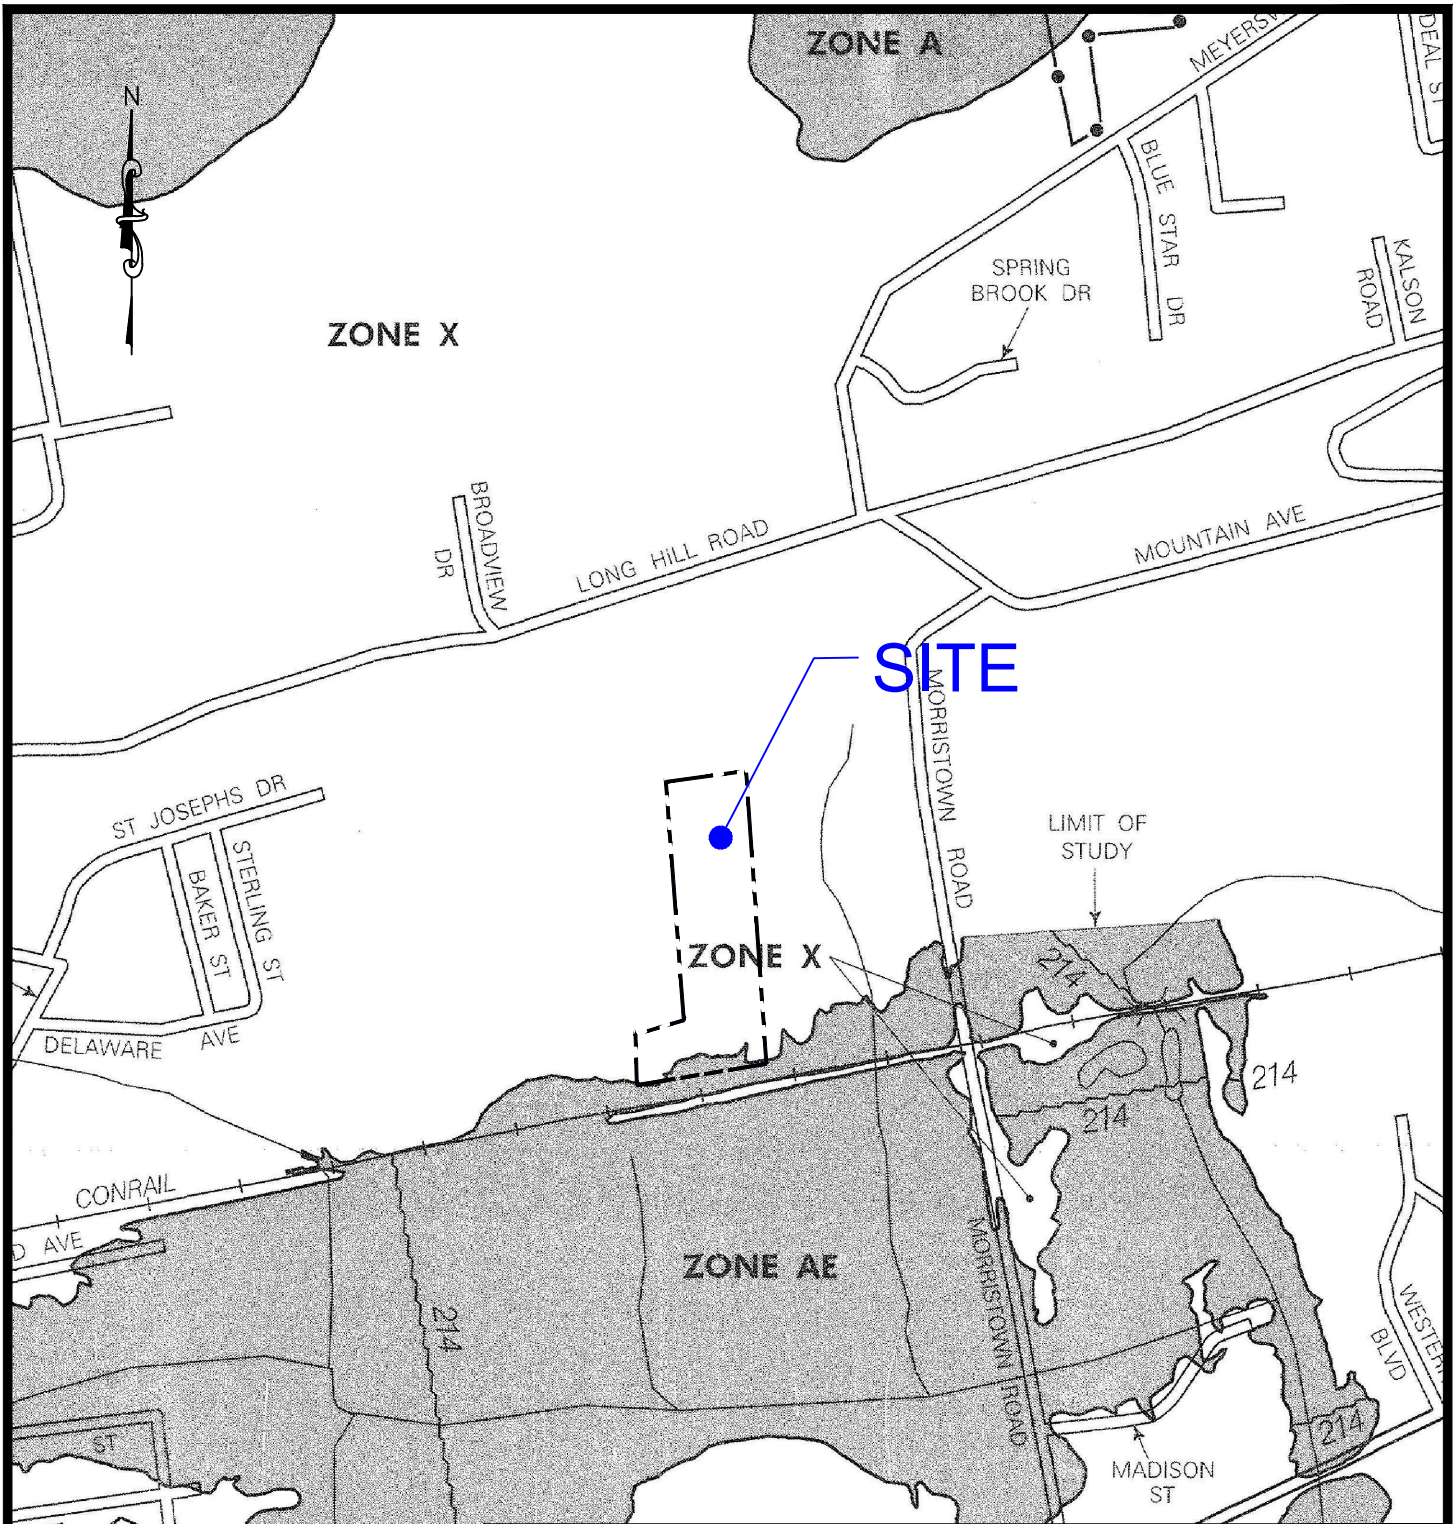 ZONE A
MEYERSV
DEAL ST
N
BLUE STAR DR
SPRING
BROOK DR
KALSON
ROAD
ZONE X
BROADVIEW
DR
LONG HILL ROAD
MOUNTAIN AVE
SITE
MORRISTOWN ROAD
ST JOSEPHS DR
STERLING ST
BAKER ST
LIMIT OF
STUDY
ZONE X
214
DELAWARE AVE
214
214
CONRAIL
D AVE
ZONE AE
MORRISTOWN ROAD
214
WESTERN
BLVD
214
ST
MADISON
ST